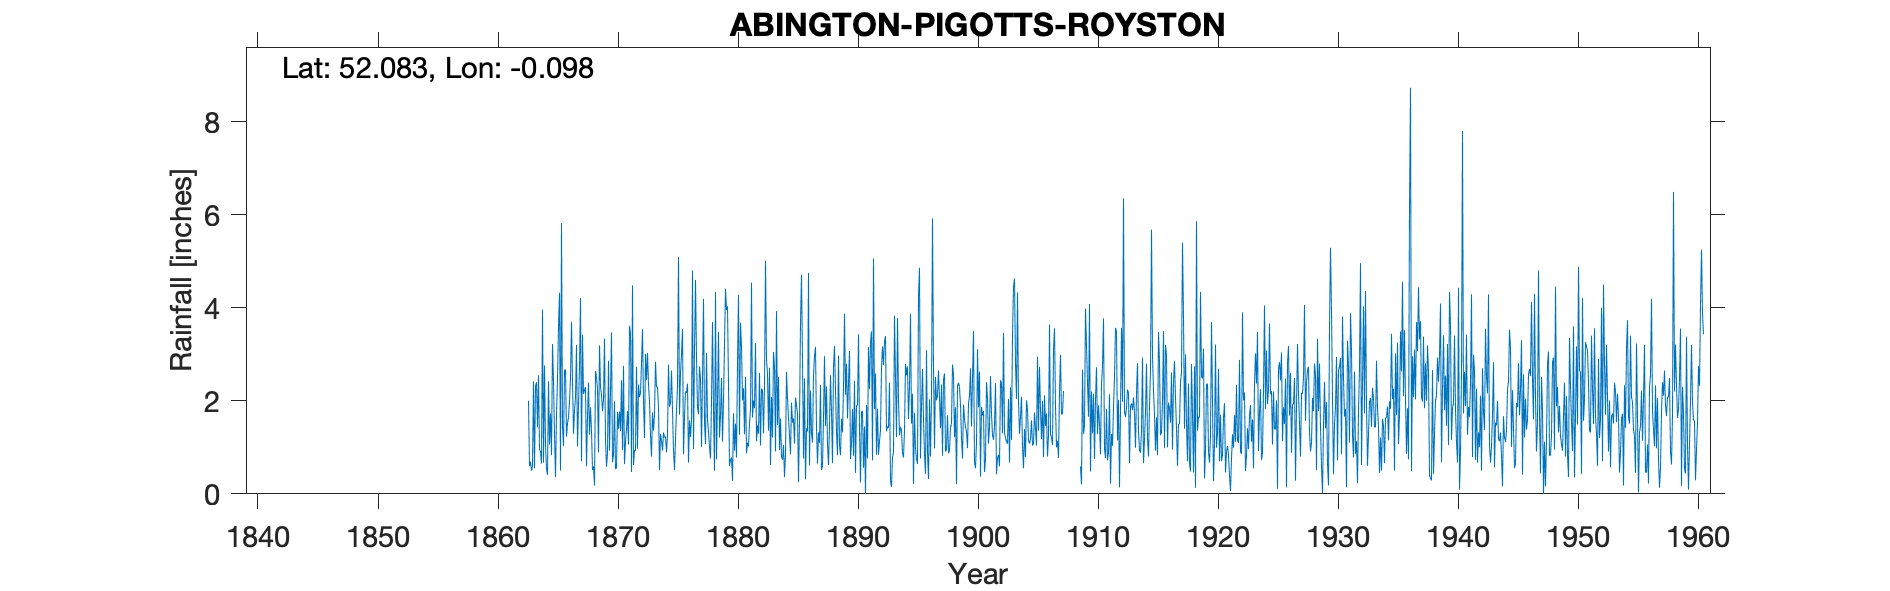 ABINGTON-PIGOTTS-ROYSTON
Lat: 52.083, Lon: -0.098
Rainfall [inches]
8
6
4
2
0
1840 1850 1860 1870 1880 1890 1900 1910 1920 1930 1940 1950 1960
Year